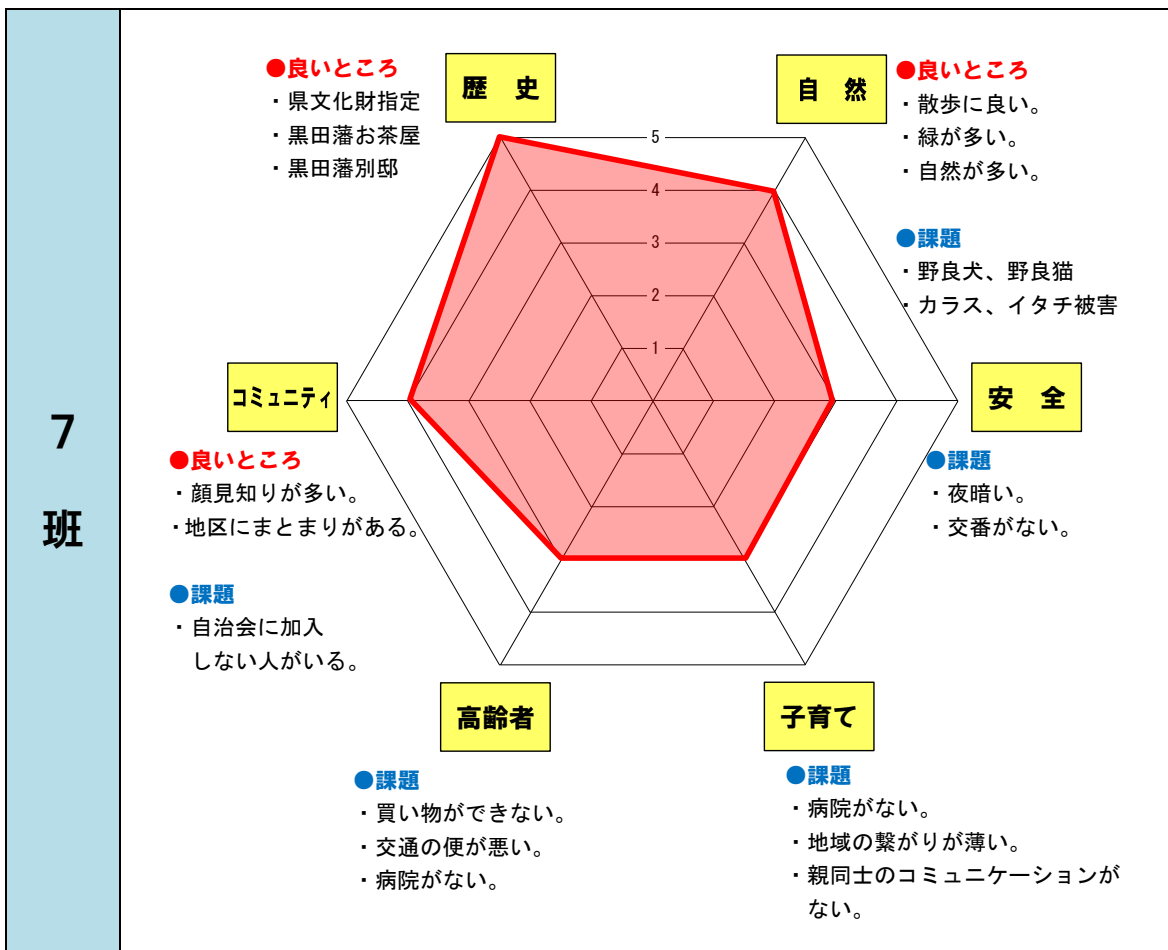 7
班
歴 史
●良いところ
・県文化財指定
・黒田藩お茶屋
・黒田藩別邸
自 然
●良いところ
・散歩に良い。
・緑が多い。
・自然が多い。
●課題
・野良犬、野良猫
・カラス、イタチ被害
5
4
3
2
1
コミュニティ
●良いところ
・顔見知りが多い。
・地区にまとまりがある。
●課題
・自治会に加入
しない人がいる。
安 全
●課題
・夜暗い。
・交番がない。
高齢者
●課題
・買い物ができない。
・交通の便が悪い。
・病院がない。
子育て
●課題
・病院がない。
・地域の繋がりが薄い。
・親同士のコミュニケーションが
ない。